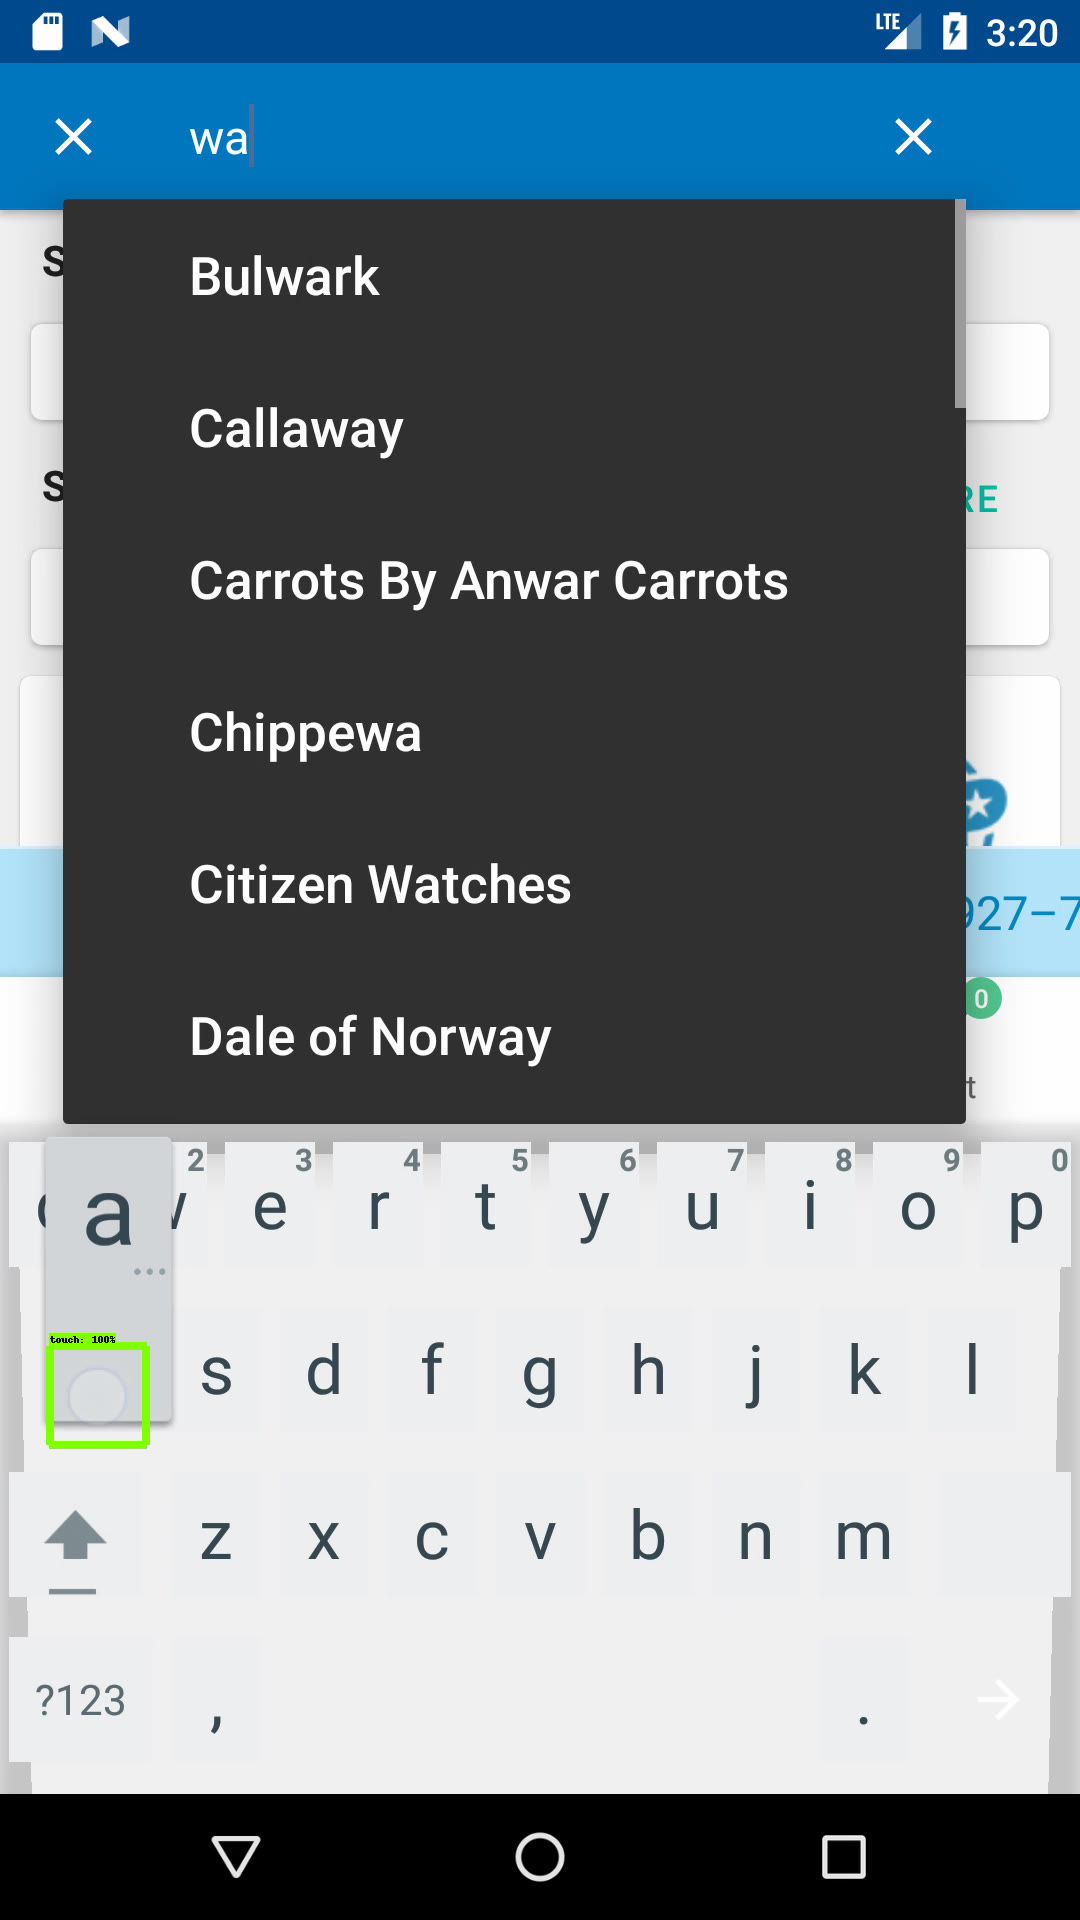 LTE 3:20
wa
S
Bulwark
Callaway
S
RE
Carrots By Anwar Carrots
Chippewa
Citizen Watches
927–7
0
Dale of Norway
t
2 3 4 5 6 7 8 9 0
a e r t y u i o p
touch: 100%
s d f g h j k l
z x c v b n m
?123 , .